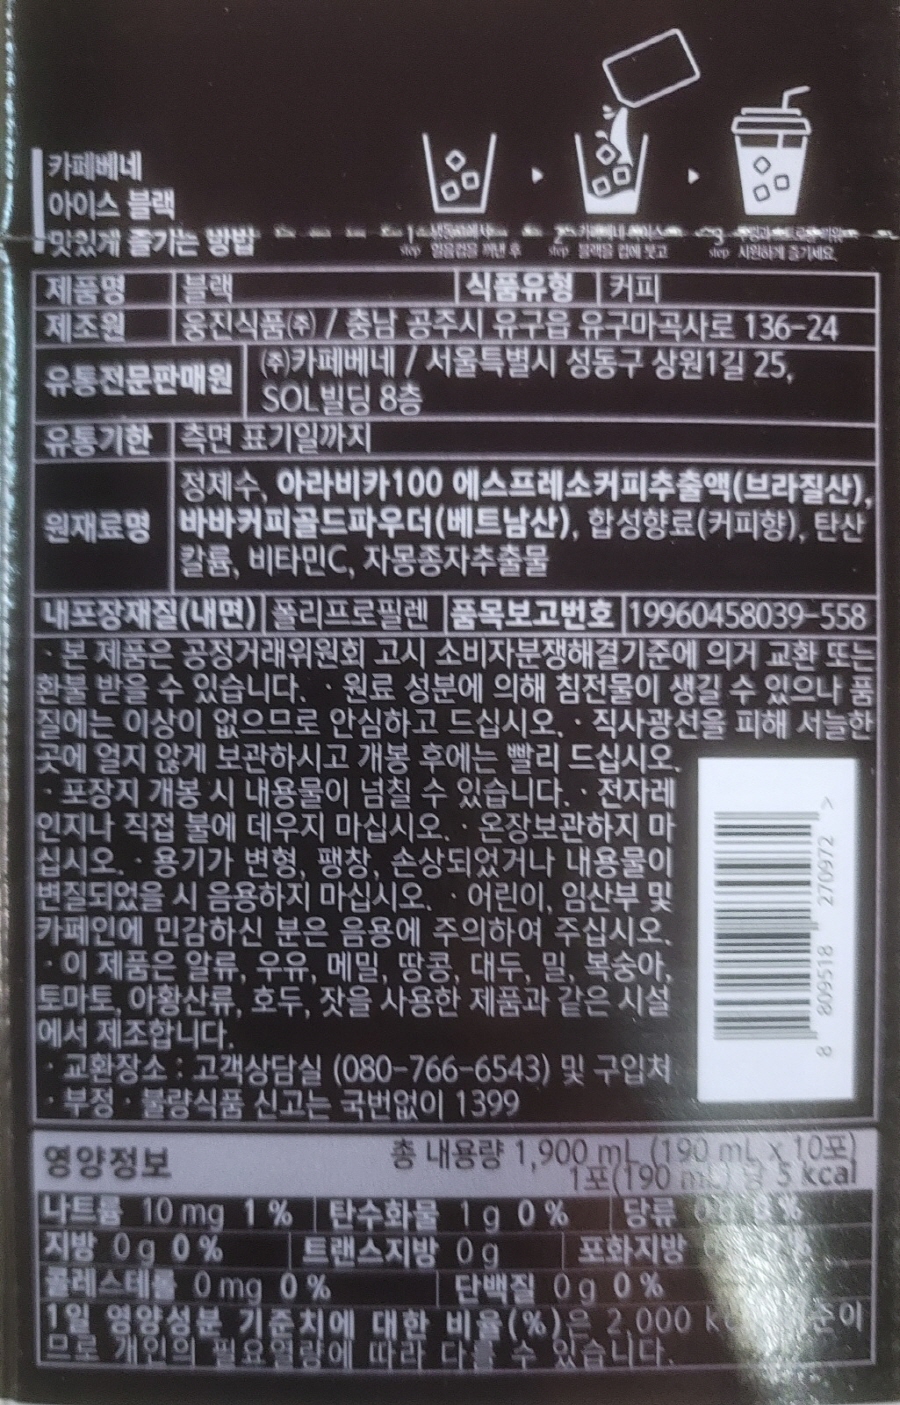 카페베네
아이스 블랙
맛있게 즐기는 방법
step 얼음컵을 꺼낸 후
step 블랙을 컵에 붓고
step 시원하게 즐기세요
제품명 블랙 식품유형 커피
제조원 웅진식품(주) / 충남 공주시 유구읍 유구마곡사로 136-24
유통전문판매원 (주)카페베네 / 서울특별시 성동구 상원1길 25,
SOL빌딩 8층
유통기한 측면 표기일까지
정제수, 아라비카100 에스프레소커피추출액(브라질산),
원재료명 바바커피골드파우더(베트남산), 합성향료(커피향), 탄산
칼륨, 비타민C, 자몽종자추출물
내포장재질(내면) 폴리프로필렌 품목보고번호 19960458039-558
· 본 제품은 공정거래위원회 고시 소비자분쟁해결기준에 의거 교환 또는
환불 받을 수 있습니다. · 원료 성분에 의해 침전물이 생길 수 있으나 품
질에는 이상이 없으므로 안심하고 드십시오. · 직사광선을 피해 서늘한
곳에 얼지 않게 보관하시고 개봉 후에는 빨리 드십시오.
· 포장지 개봉 시 내용물이 넘칠 수 있습니다. · 전자레
인지나 직접 불에 데우지 마십시오. · 온장보관하지 마
십시오. · 용기가 변형, 팽창, 손상되었거나 내용물이
변질되었을 시 음용하지 마십시오. · 어린이, 임산부 및
카페인에 민감하신 분은 음용에 주의하여 주십시오.
· 이 제품은 알류, 우유, 메밀, 땅콩, 대두, 밀, 복숭아,
토마토, 아황산류, 호두, 잣을 사용한 제품과 같은 시설
에서 제조합니다.
· 교환장소 : 고객상담실 (080-766-6543) 및 구입처
· 부정 · 불량식품 신고는 국번없이 1399
8 809518 270972 >
영양정보 총 내용량 1,900 mL (190 mL x 10포)
1포(190 mL) 당 5 kcal
나트륨 10 mg 1 % 탄수화물 1 g 0 % 당류
지방 0 g 0 % 트랜스지방 0 g 포화지방
콜레스테롤 0 mg 0 % 단백질 0 g 0 %
1일 영양성분 기준치에 대한 비율(%)은 2,000
므로 개인의 필요열량에 따라 다를 수 있습니다.